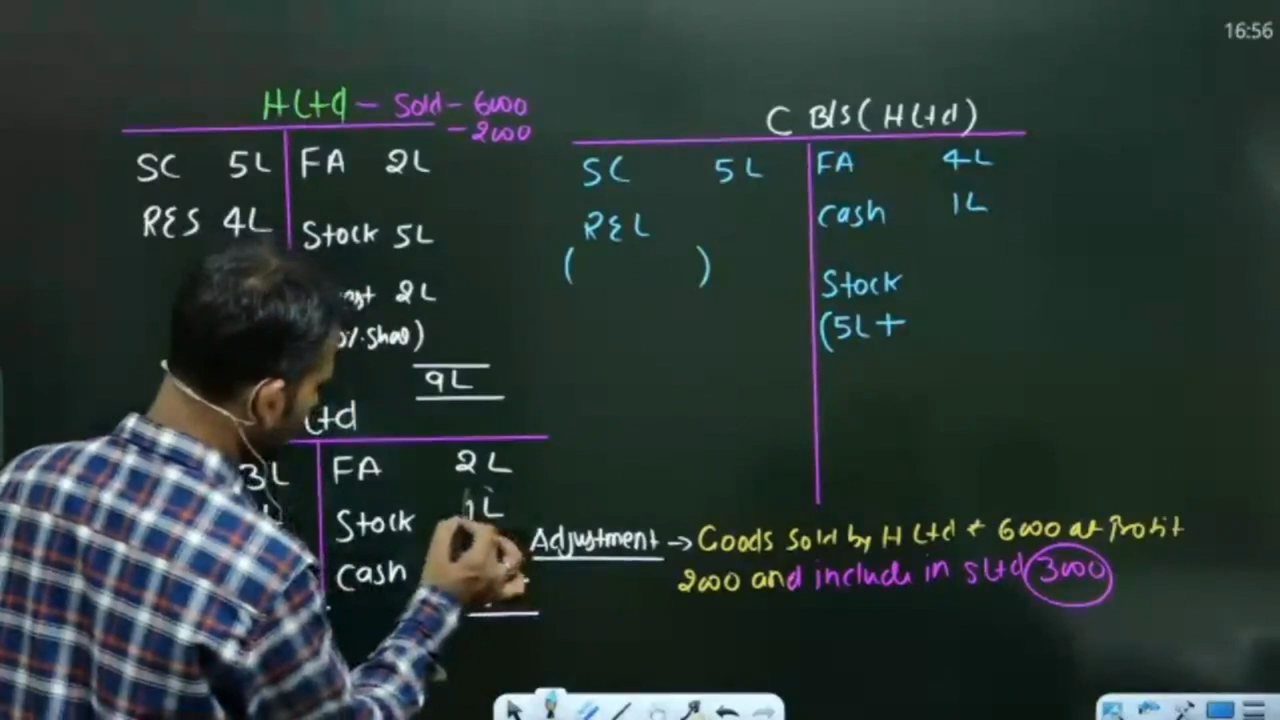 16:56
H Ltd - Sold - 6000
- 2000
SC 5L FA 2L
R&S 4L Stock 5L
2L
%.Shae)
9L
Ltd
3L FA 2L
Stock 1L
Cash
C B/S (H Ltd)
SC 5L FA 4L
R&L Cash 1L
( ) Stock
(5L+
Adjustment → Goods Sold by H Ltd ₹ 6000 at Profit
2000 and include in S Ltd 3000